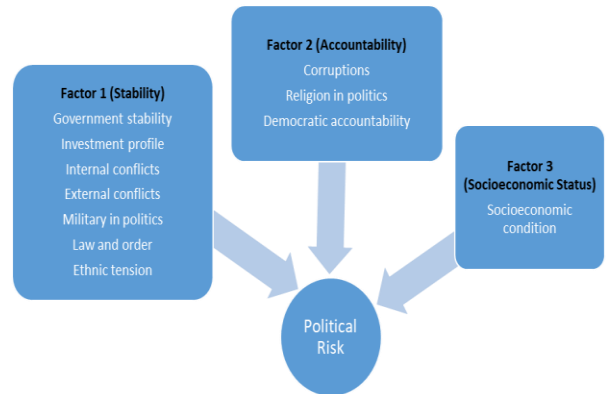 Factor 1 (Stability)
Government stability
Investment profile
Internal conflicts
External conflicts
Military in politics
Law and order
Ethnic tension
Factor 2 (Accountability)
Corruptions
Religion in politics
Democratic accountability
Factor 3
(Socioeconomic Status)
Socioeconomic
condition
Political
Risk